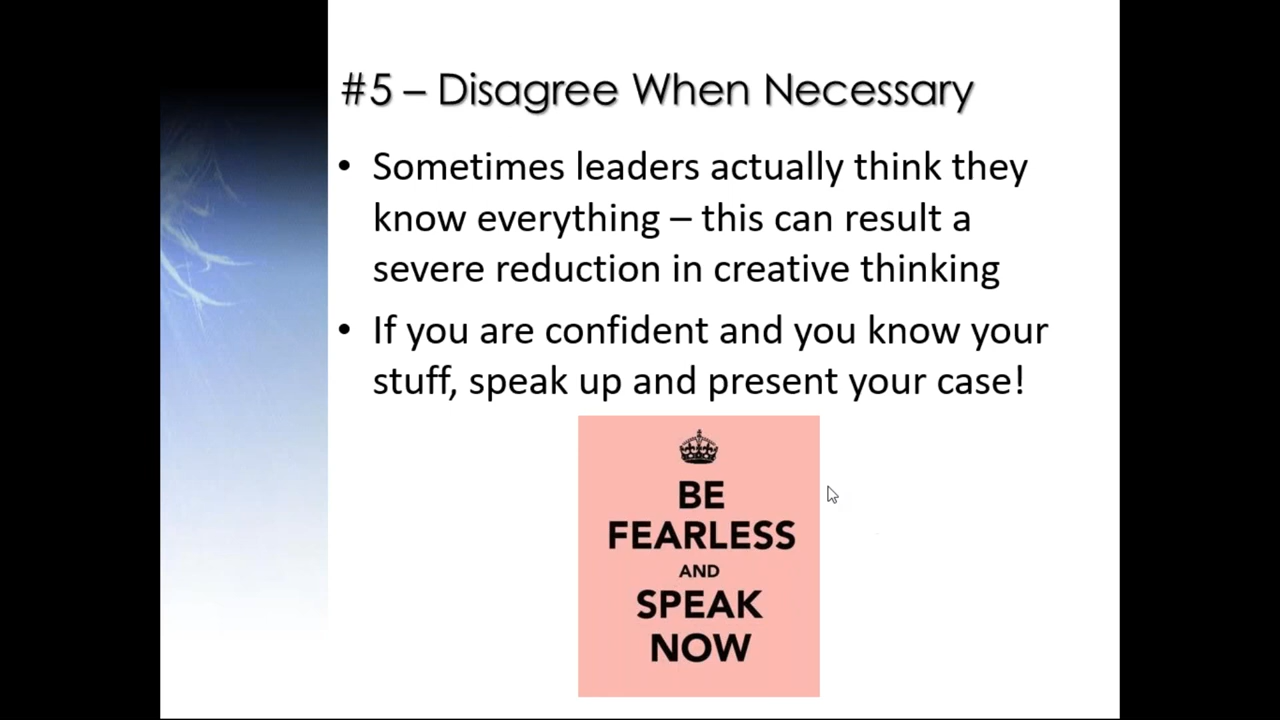 #5 – Disagree When Necessary
• Sometimes leaders actually think they
know everything – this can result a
severe reduction in creative thinking
• If you are confident and you know your
stuff, speak up and present your case!
BE
FEARLESS
AND
SPEAK
NOW